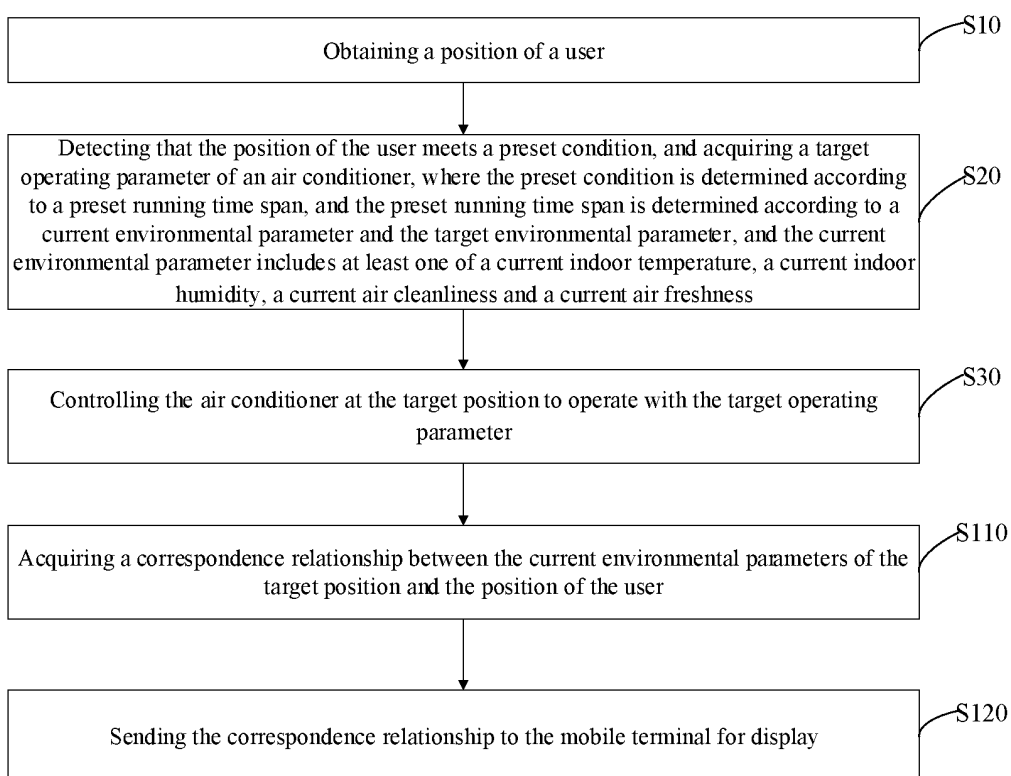 S10
Obtaining a position of a user
Detecting that the position of the user meets a preset condition, and acquiring a target
operating parameter of an air conditioner, where the preset condition is determined according
to a preset running time span, and the preset running time span is determined according to a
current environmental parameter and the target environmental parameter, and the current
environmental parameter includes at least one of a current indoor temperature, a current indoor
humidity, a current air cleanliness and a current air freshness
S20
Controlling the air conditioner at the target position to operate with the target operating
parameter
S30
Acquiring a correspondence relationship between the current environmental parameters of the
target position and the position of the user
S110
Sending the correspondence relationship to the mobile terminal for display
S120